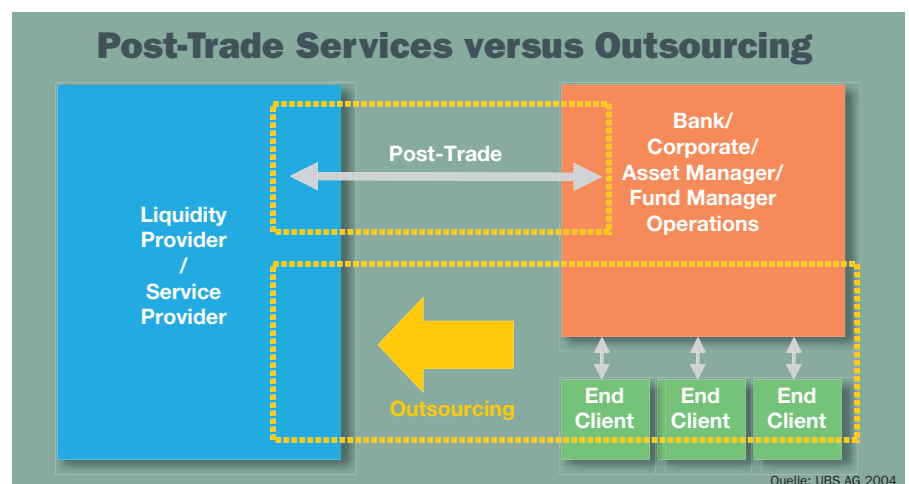 Post-Trade Services versus Outsourcing
Liquidity
Provider
/
Service
Provider
Post-Trade
Bank/
Corporate/
Asset Manager/
Fund Manager
Operations
Outsourcing
End
Client
End
Client
End
Client
Quelle: UBS AG 2004